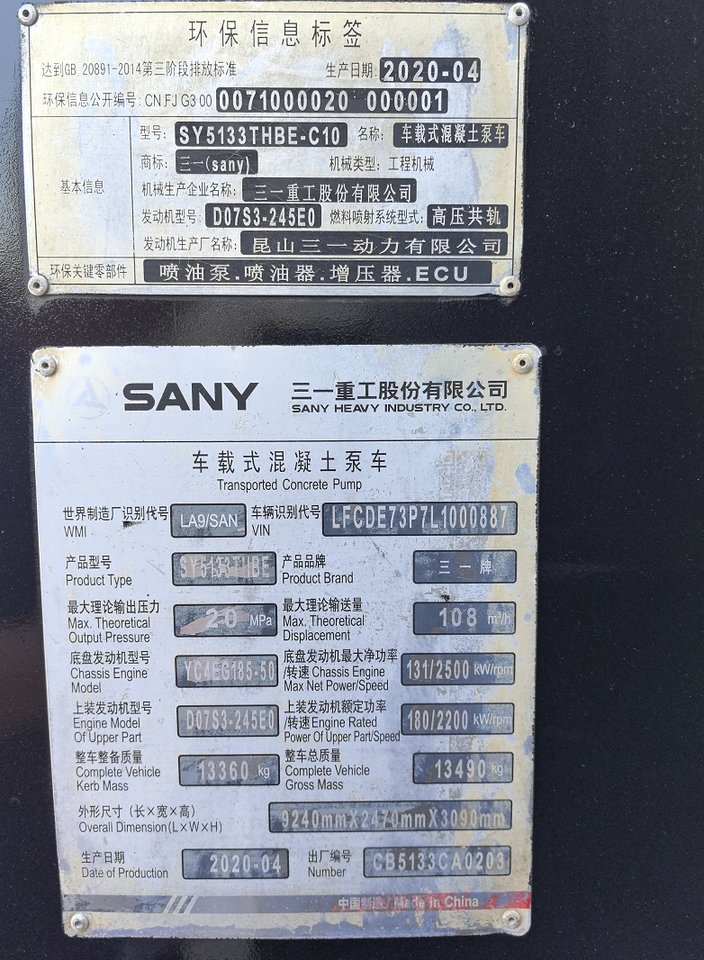 环保信息标签
达到GB 20891-2014第三阶段排放标准 生产日期: 2020-04
环保信息公开编号: CN FJ G3 00 0071000020 000001
基本信息
型号: SY5133THBE-C10 名称: 车载式混凝土泵车
商标: 三一(sany) 机械类型: 工程机械
机械生产企业名称: 三一重工股份有限公司
发动机型号: D07S3-245E0 燃料喷射系统型式: 高压共轨
发动机生产厂名称: 昆山三一动力有限公司
环保关键零部件 喷油泵.喷油器.增压器.ECU
SANY 三一重工股份有限公司
SANY HEAVY INDUSTRY CO., LTD.
车载式混凝土泵车
Transported Concrete Pump
世界制造厂识别代号 WMI LA9/SAN 车辆识别代号 VIN LFCDE73P7L1000887
产品型号 Product Type SY5133THBE 产品品牌 Product Brand 三一牌
最大理论输出压力 Max. Theoretical Output Pressure 20 MPa 最大理论输送量 Max. Theoretical Displacement 108 m³/h
底盘发动机型号 Chassis Engine Model YC4EG185-50 底盘发动机最大净功率/转速 Chassis Engine Max Net Power/Speed 131/2500 kW/rpm
上装发动机型号 Engine Model Of Upper Part D07S3-245E0 上装发动机额定功率/转速 Engine Rated Power Of Upper Part/Speed 180/2200 kW/rpm
整车整备质量 Complete Vehicle Kerb Mass 13360 kg 整车总质量 Complete Vehicle Gross Mass 13490 kg
外形尺寸 (长×宽×高) Overall Dimension(L×W×H) 9240mmX2470mmX3090mm
生产日期 Date of Production 2020-04 出厂编号 Number CB5133CA0203
中国制造 Made in China